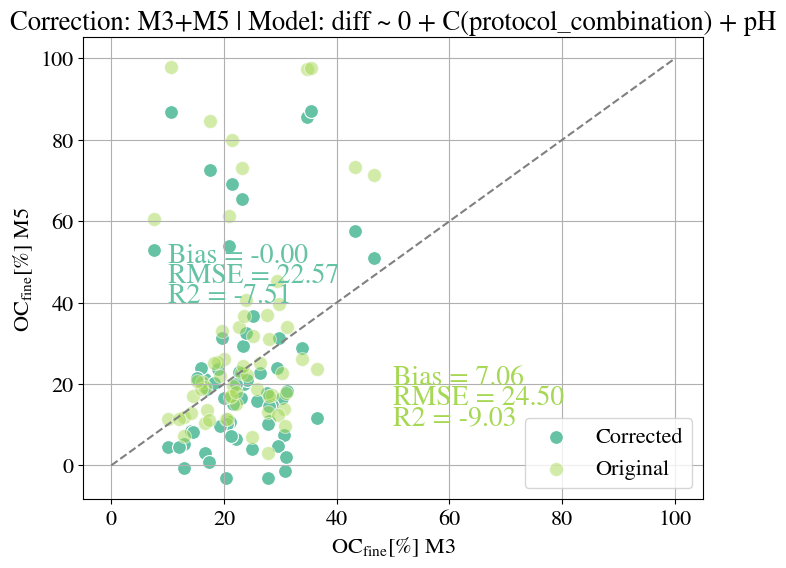 Correction: M3+M5 | Model: diff ~ 0 + C(protocol_combination) + pH
100
80
60
40
20
0
OC_fine[%] M5
Bias = -0.00
RMSE = 22.57
R2 = -7.51
Bias = 7.06
RMSE = 24.50
R2 = -9.03
Corrected
Original
0 20 40 60 80 100
OC_fine[%] M3